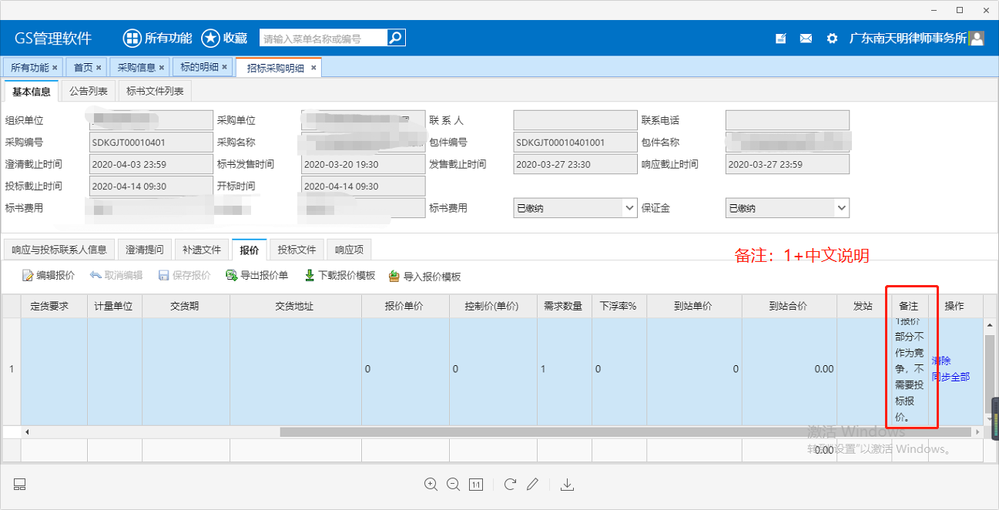 GS管理软件 所有功能 收藏 请输入菜单名称或编号 广东南天明律师事务所
所有功能 × 首页 × 采购信息 × 标的明细 × 招标采购明细 ×
基本信息 公告列表 标书文件列表
组织单位 采购单位 联 系 人 联系电话
采购编号 SDKGJT00010401 采购名称 包件编号 SDKGJT00010401001 包件名称
澄清截止时间 2020-04-03 23:59 标书发售时间 2020-03-20 19:30 发售截止时间 2020-03-27 23:30 响应截止时间 2020-03-27 23:59
投标截止时间 2020-04-14 09:30 开标时间 2020-04-14 09:30
标书费用 标书费用 已缴纳 保证金 已缴纳
响应与投标联系人信息 澄清提问 补遗文件 报价 投标文件 响应项
备注：1+中文说明
编辑报价 取消编辑 保存报价 导出报价单 下载报价模板 导入报价模板
定货要求 计量单位 交货期 交货地址 报价单价 控制价(单价) 需求数量 下浮率% 到站单价 到站合价 发站 备注 操作
1报价
部分不
作为竞
争，不
需要投
标报
价。
1 0 0 1 0 0 0.00
清除
同步全部
激活 Windows
转到"设置"以激活 Windows。
0.00
1:1